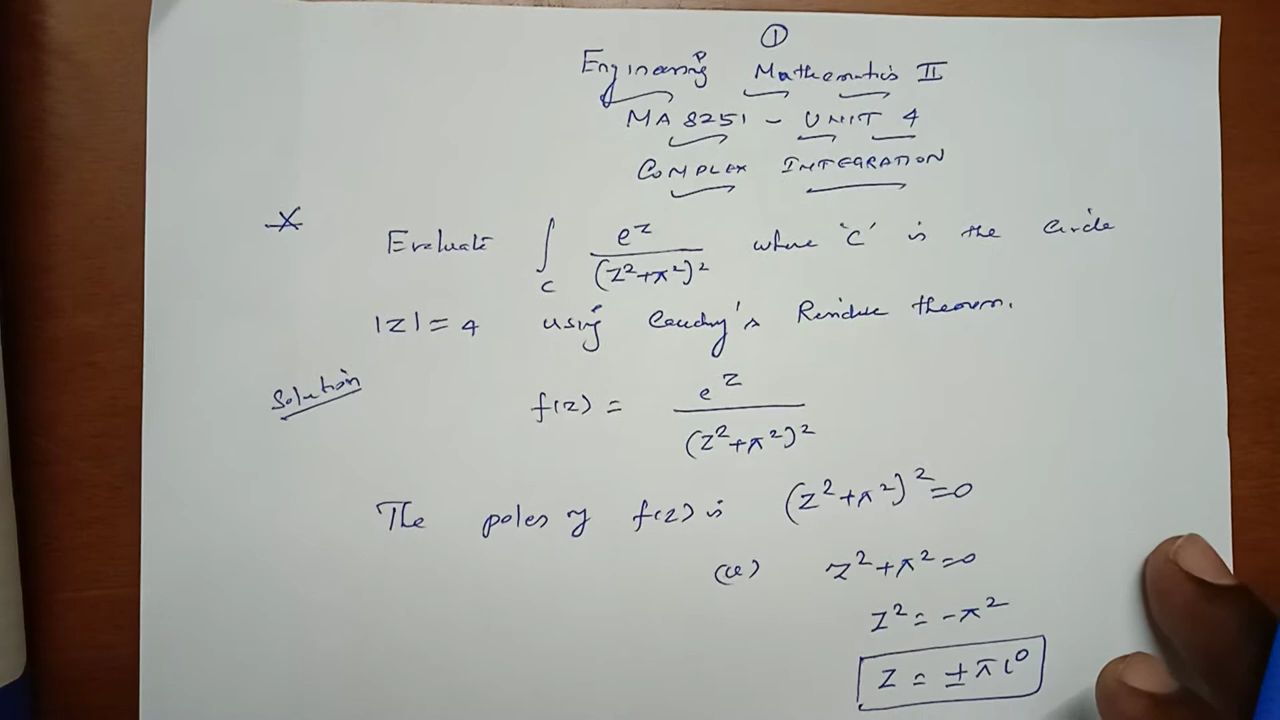 ①
Engineering Mathematics II
MA 8251 - UNIT 4
COMPLEX INTEGRATION
Evaluate ∫_C e^z / (z²+π²)² where 'C' is the circle
|z| = 4 using Cauchy's Residue theorem.
Solution
f(z) = e^z / (z²+π²)²
The poles of f(z) is (z²+π²)² = 0
(ie) z²+π² = 0
z² = -π²
z = ±πi